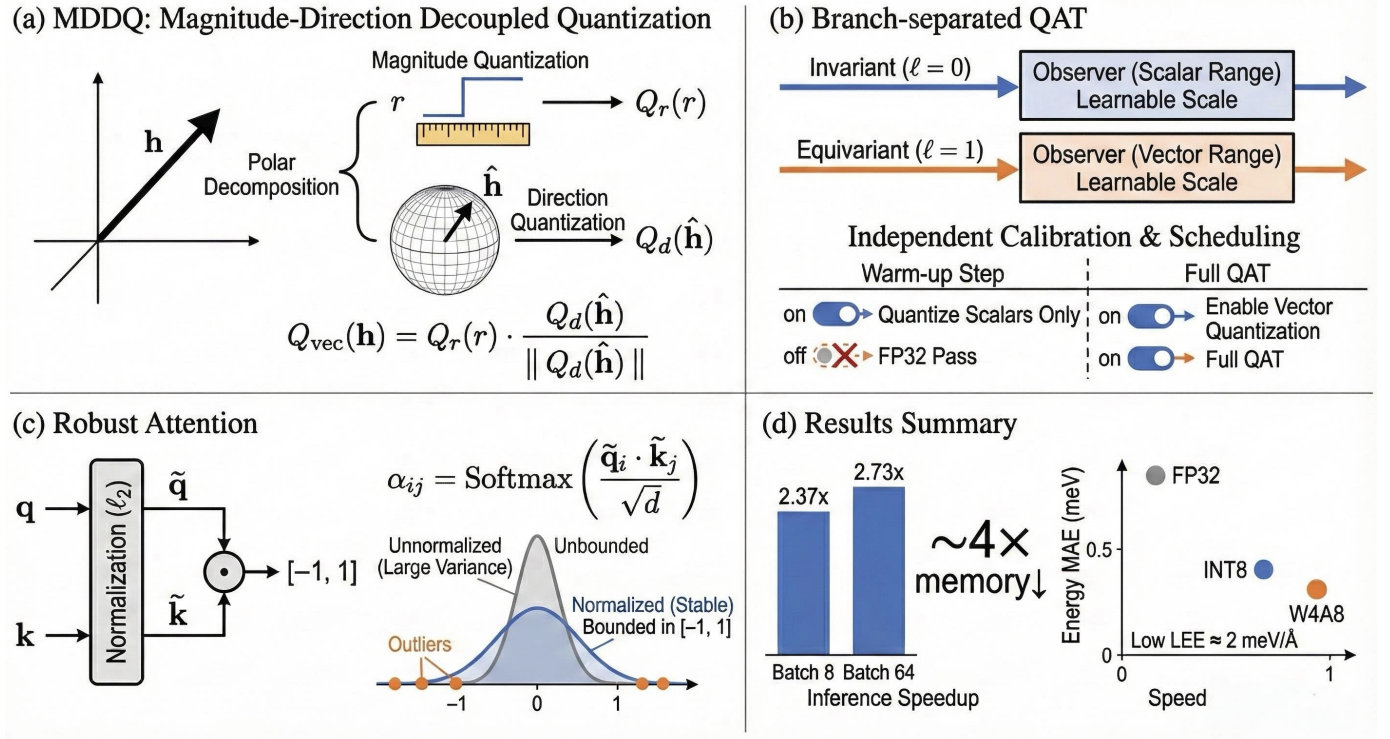 (a) MDDQ: Magnitude-Direction Decoupled Quantization
h
Polar
Decomposition
Magnitude Quantization
r
Q_r(r)
ĥ
Direction
Quantization
Q_d(ĥ)
Q_vec(h) = Q_r(r) · Q_d(ĥ) / ‖ Q_d(ĥ) ‖
(b) Branch-separated QAT
Invariant (ℓ = 0)
Observer (Scalar Range)
Learnable Scale
Equivariant (ℓ = 1)
Observer (Vector Range)
Learnable Scale
Independent Calibration & Scheduling
Warm-up Step
Full QAT
on Quantize Scalars Only
off FP32 Pass
on Enable Vector
Quantization
on Full QAT
(c) Robust Attention
q
k
Normalization (ℓ₂)
q̃
k̃
[−1, 1]
α_ij = Softmax( q̃_i · k̃_j / √d )
Unnormalized
(Large Variance)
Unbounded
Normalized (Stable)
Bounded in [−1, 1]
Outliers
−1 0 1
(d) Results Summary
2.37x
2.73x
Batch 8 Batch 64
Inference Speedup
~4×
memory↓
Energy MAE (meV)
0.5
0
FP32
INT8
W4A8
Low LEE ≈ 2 meV/Å
0 1
Speed